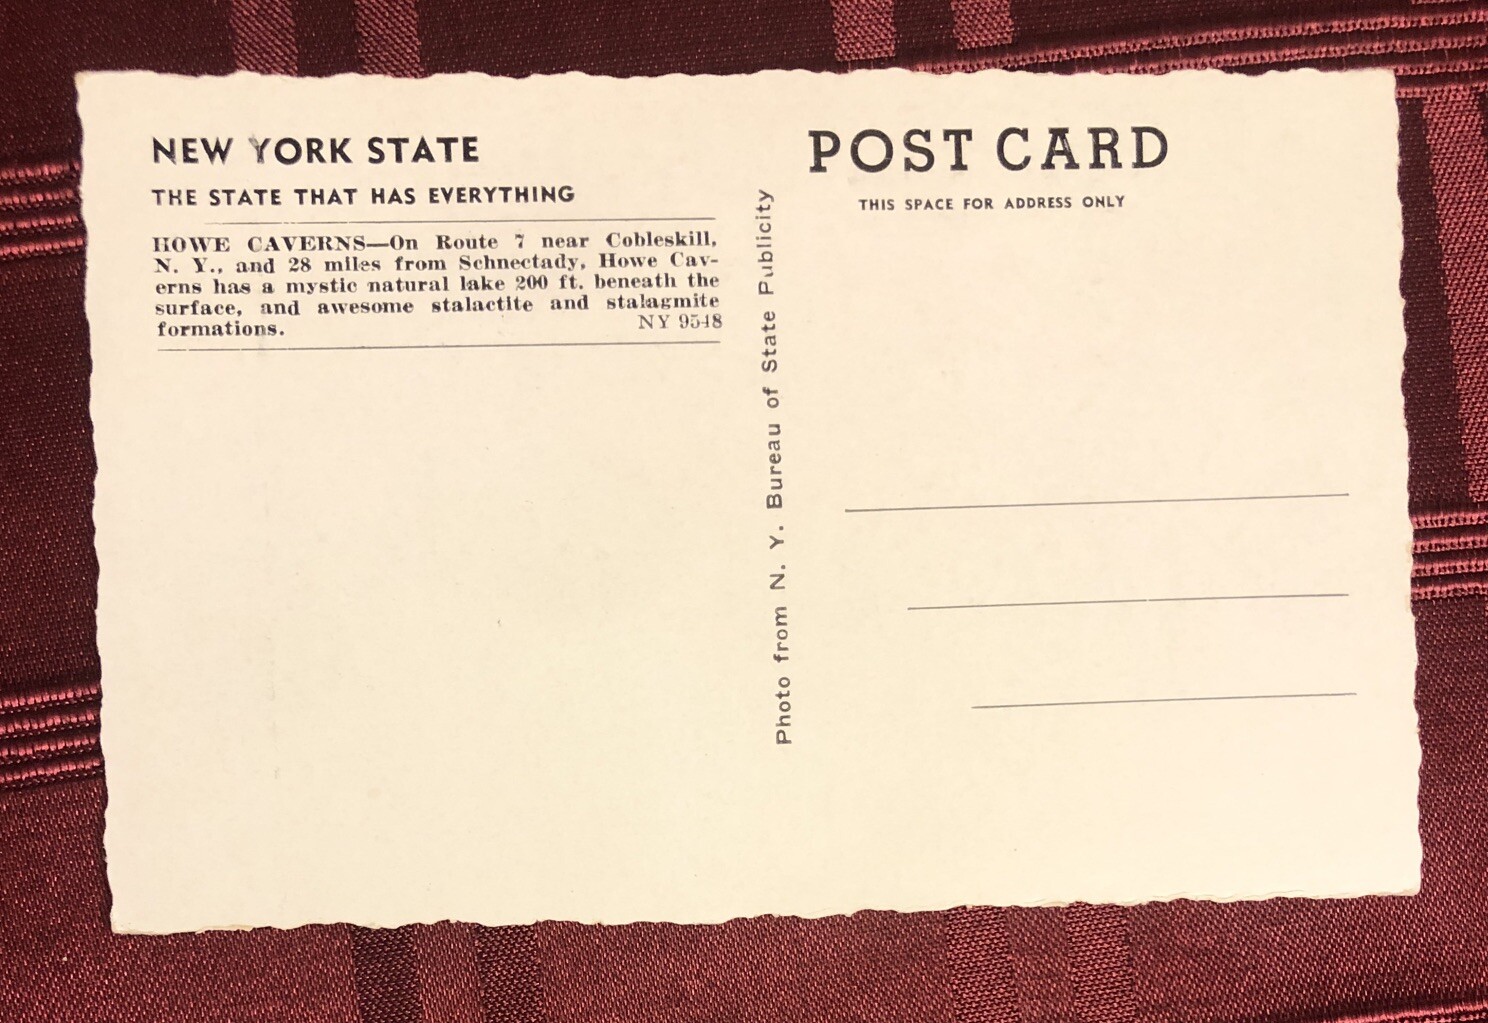 NEW YORK STATE
THE STATE THAT HAS EVERYTHING
HOWE CAVERNS—On Route 7 near Cobleskill,
N. Y., and 28 miles from Schnectady, Howe Cav-
erns has a mystic natural lake 200 ft. beneath the
surface, and awesome stalactite and stalagmite
formations. NY 9548
Photo from N. Y. Bureau of State Publicity
POST CARD
THIS SPACE FOR ADDRESS ONLY